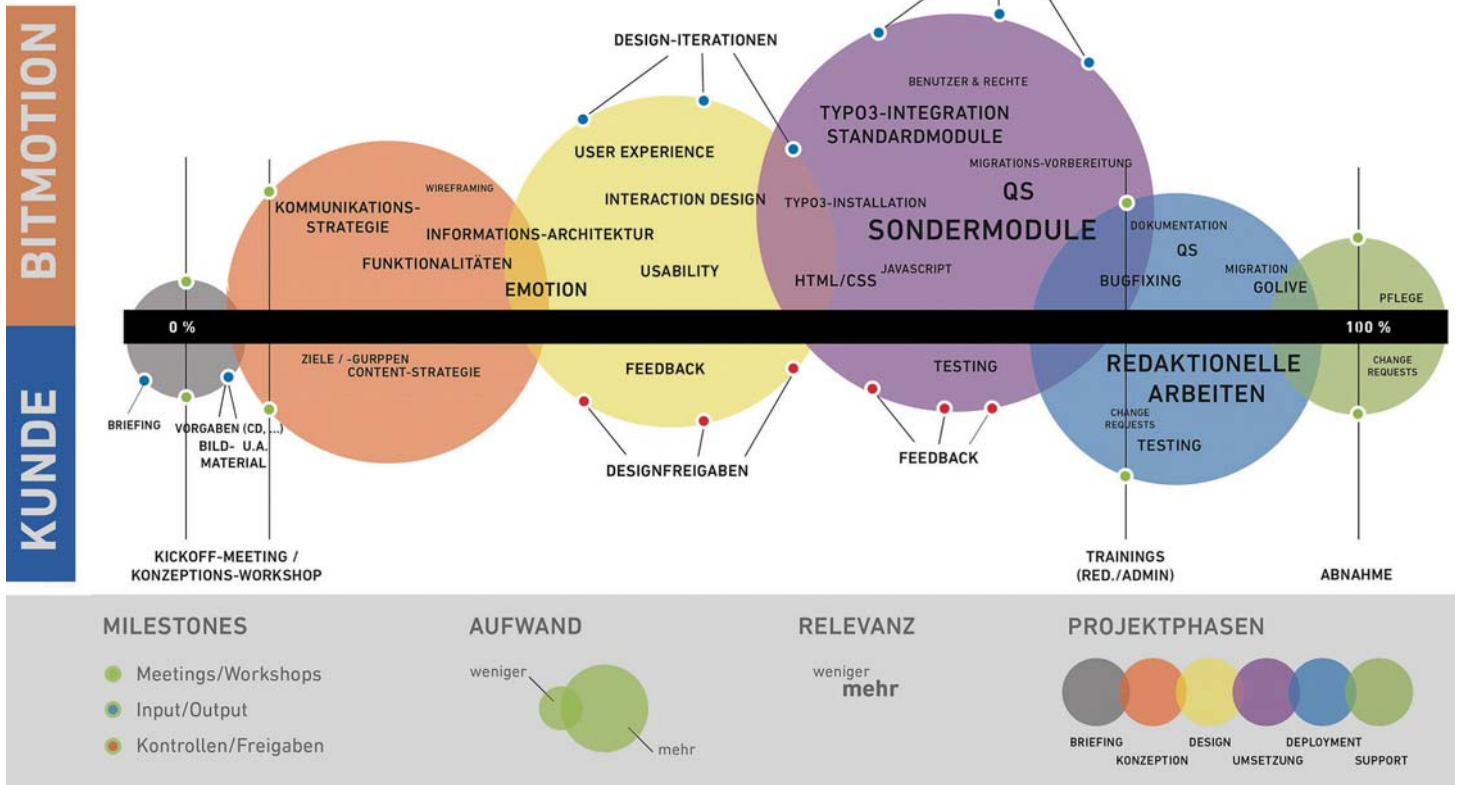 BITMOTION
KUNDE
DESIGN-ITERATIONEN
BENUTZER & RECHTE
TYPO3-INTEGRATION
STANDARDMODULE
USER EXPERIENCE
MIGRATIONS-VORBEREITUNG
WIREFRAMING
QS
KOMMUNIKATIONS-
STRATEGIE
INTERACTION DESIGN
TYPO3-INSTALLATION
SONDERMODULE
DOKUMENTATION
INFORMATIONS-ARCHITEKTUR
QS
FUNKTIONALITÄTEN
USABILITY
JAVASCRIPT
HTML/CSS
BUGFIXING
MIGRATION
GOLIVE
EMOTION
PFLEGE
0 %
100 %
ZIELE / -GURPPEN
CONTENT-STRATEGIE
FEEDBACK
TESTING
REDAKTIONELLE
ARBEITEN
CHANGE
REQUESTS
CHANGE
REQUESTS
TESTING
BRIEFING
VORGABEN (CD, ...)
BILD- U.A.
MATERIAL
DESIGNFREIGABEN
FEEDBACK
KICKOFF-MEETING /
KONZEPTIONS-WORKSHOP
TRAININGS
(RED./ADMIN)
ABNAHME
MILESTONES
Meetings/Workshops
Input/Output
Kontrollen/Freigaben
AUFWAND
weniger
mehr
RELEVANZ
weniger
mehr
PROJEKTPHASEN
BRIEFING
KONZEPTION
DESIGN
UMSETZUNG
DEPLOYMENT
SUPPORT